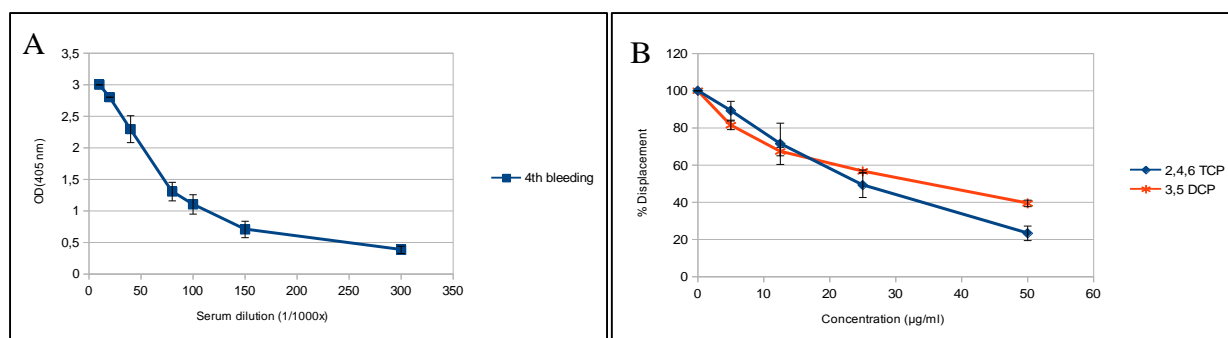 A
3,5
3
2,5
2
1,5
1
0,5
0
OD(405 nm)
0 50 100 150 200 250 300 350
Serum dilution (1/1000x)
4th bleeding
B
120
100
80
60
40
20
0
% Displacement
0 10 20 30 40 50 60
Concentration (µg/ml)
2,4,6 TCP
3,5 DCP